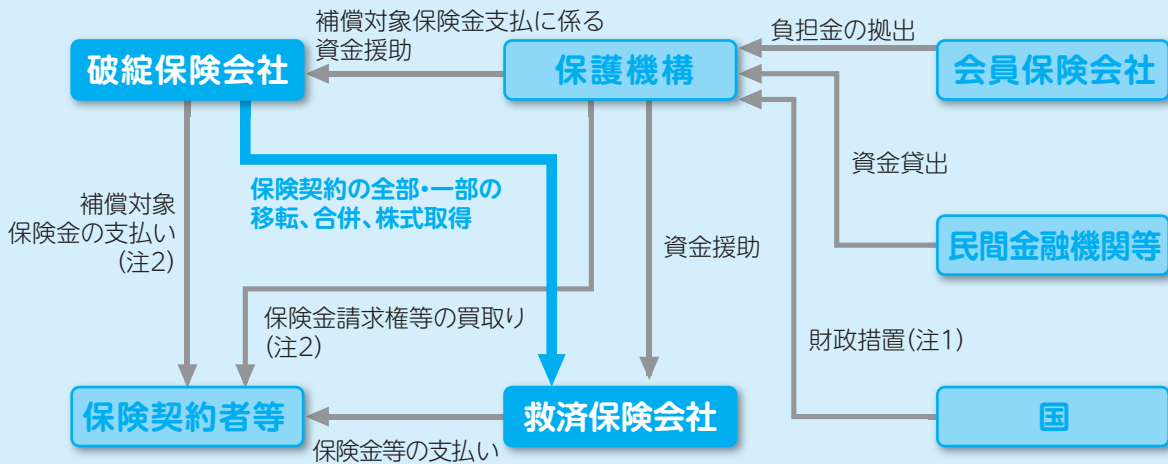 補償対象保険金支払に係る
資金援助
負担金の拠出
破綻保険会社
保護機構
会員保険会社
資金貸出
保険契約の全部・一部の
移転、合併、株式取得
補償対象
保険金の支払い
(注2)
資金援助
民間金融機関等
保険金請求権等の買取り
(注2)
財政措置(注1)
保険契約者等
救済保険会社
国
保険金等の支払い